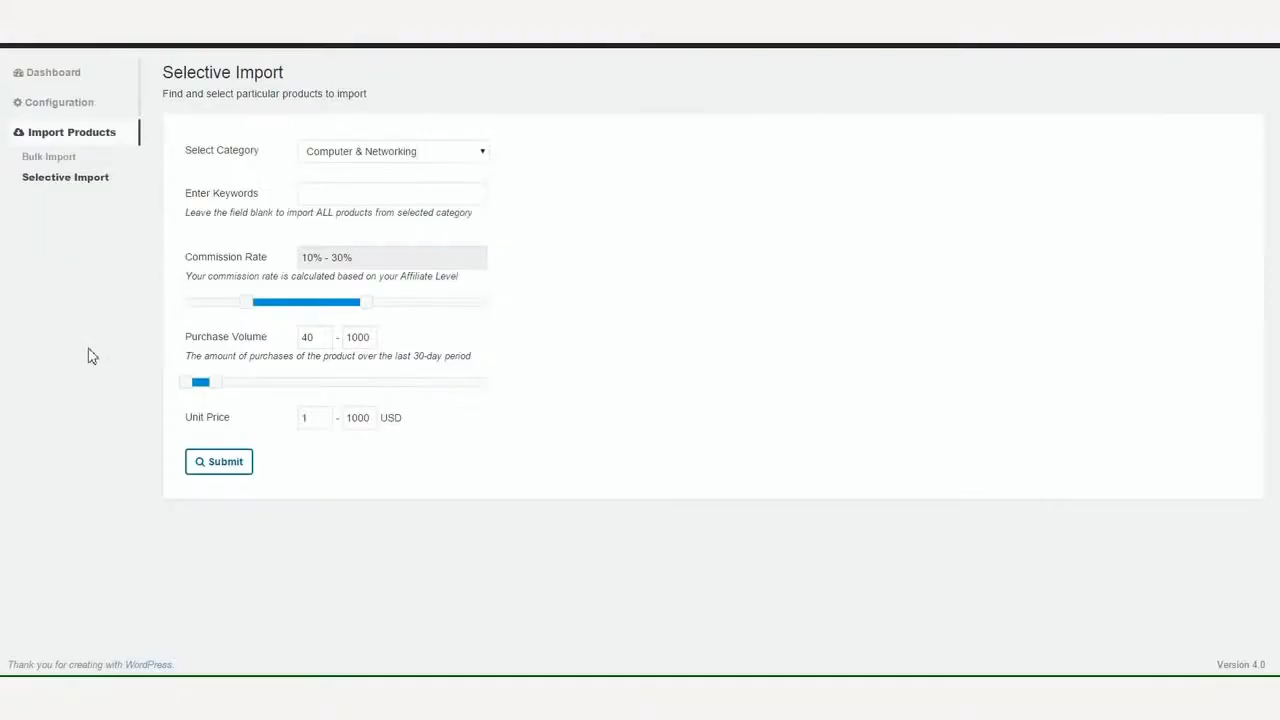 Dashboard
Configuration
Import Products
Bulk Import
Selective Import
Selective Import
Find and select particular products to import
Select Category
Computer & Networking
Enter Keywords
Leave the field blank to import ALL products from selected category
Commission Rate
10% - 30%
Your commission rate is calculated based on your Affiliate Level
Purchase Volume
40 - 1000
The amount of purchases of the product over the last 30-day period
Unit Price
1 - 1000 USD
Submit
Thank you for creating with WordPress.
Version 4.0